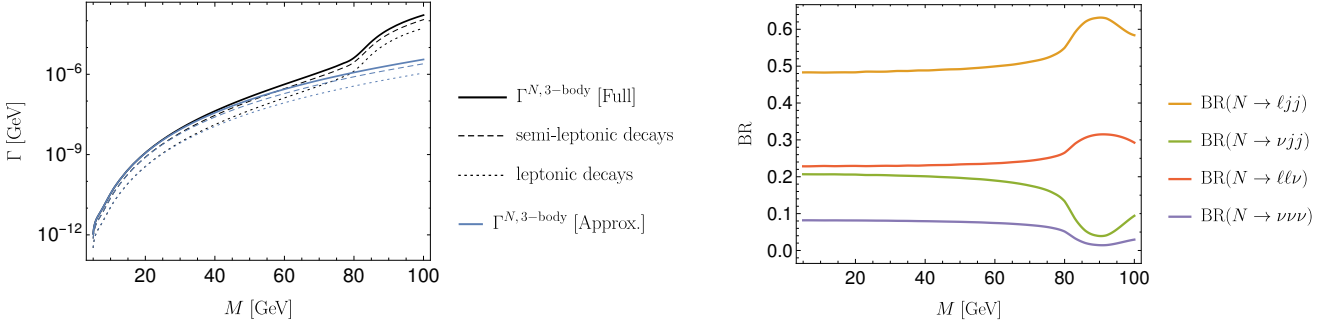 Γ [GeV]
10⁻⁶
10⁻⁹
10⁻¹²
20 40 60 80 100
M [GeV]
Γᴺ,³⁻ᵇᵒᵈʸ [Full]
semi-leptonic decays
leptonic decays
Γᴺ,³⁻ᵇᵒᵈʸ [Approx.]
BR
0.6
0.5
0.4
0.3
0.2
0.1
0.0
20 40 60 80 100
M [GeV]
BR(N → ℓjj)
BR(N → νjj)
BR(N → ℓℓν)
BR(N → ννν)